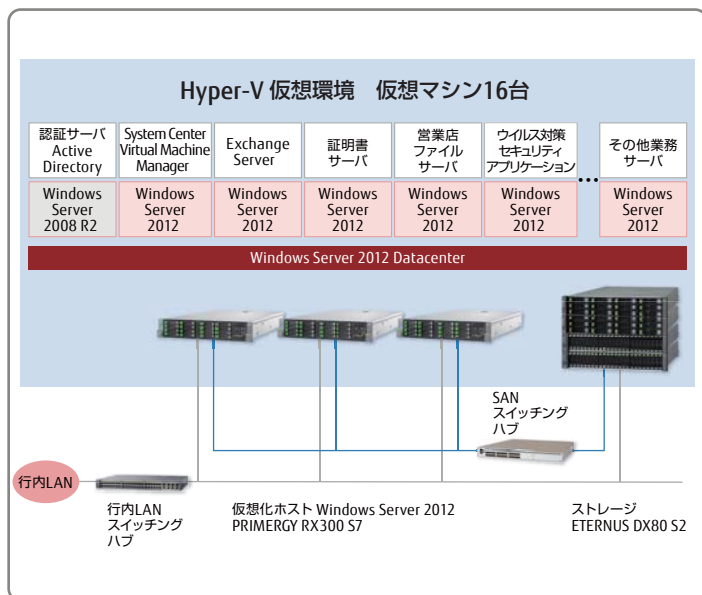 Hyper-V 仮想環境 仮想マシン16台
認証サーバ
Active
Directory
System Center
Virtual Machine
Manager
Exchange
Server
証明書
サーバ
営業店
ファイル
サーバ
ウイルス対策
セキュリティ
アプリケーション
...
その他業務
サーバ
Windows
Server
2008 R2
Windows
Server
2012
Windows
Server
2012
Windows
Server
2012
Windows
Server
2012
Windows
Server
2012
Windows
Server
2012
Windows Server 2012 Datacenter
SAN
スイッチング
ハブ
行内LAN
行内LAN
スイッチング
ハブ
仮想化ホスト Windows Server 2012
PRIMERGY RX300 S7
ストレージ
ETERNUS DX80 S2